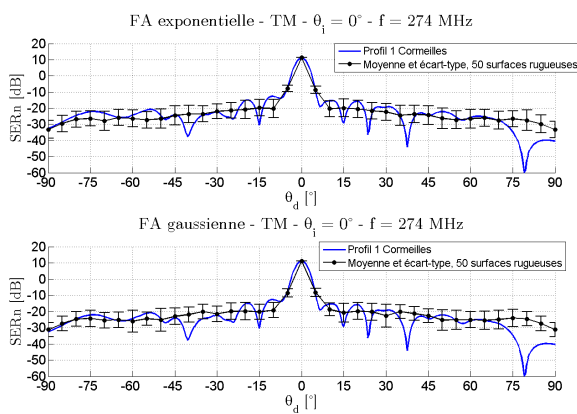 FA exponentielle - TM - θi = 0° - f = 274 MHz
SERn [dB]
20
10
0
-10
-20
-30
-40
-50
-60
Profil 1 Cormeilles
Moyenne et écart-type, 50 surfaces rugueuses
-90 -75 -60 -45 -30 -15 0 15 30 45 60 75 90
θd [°]
FA gaussienne - TM - θi = 0° - f = 274 MHz
SERn [dB]
20
10
0
-10
-20
-30
-40
-50
-60
Profil 1 Cormeilles
Moyenne et écart-type, 50 surfaces rugueuses
-90 -75 -60 -45 -30 -15 0 15 30 45 60 75 90
θd [°]